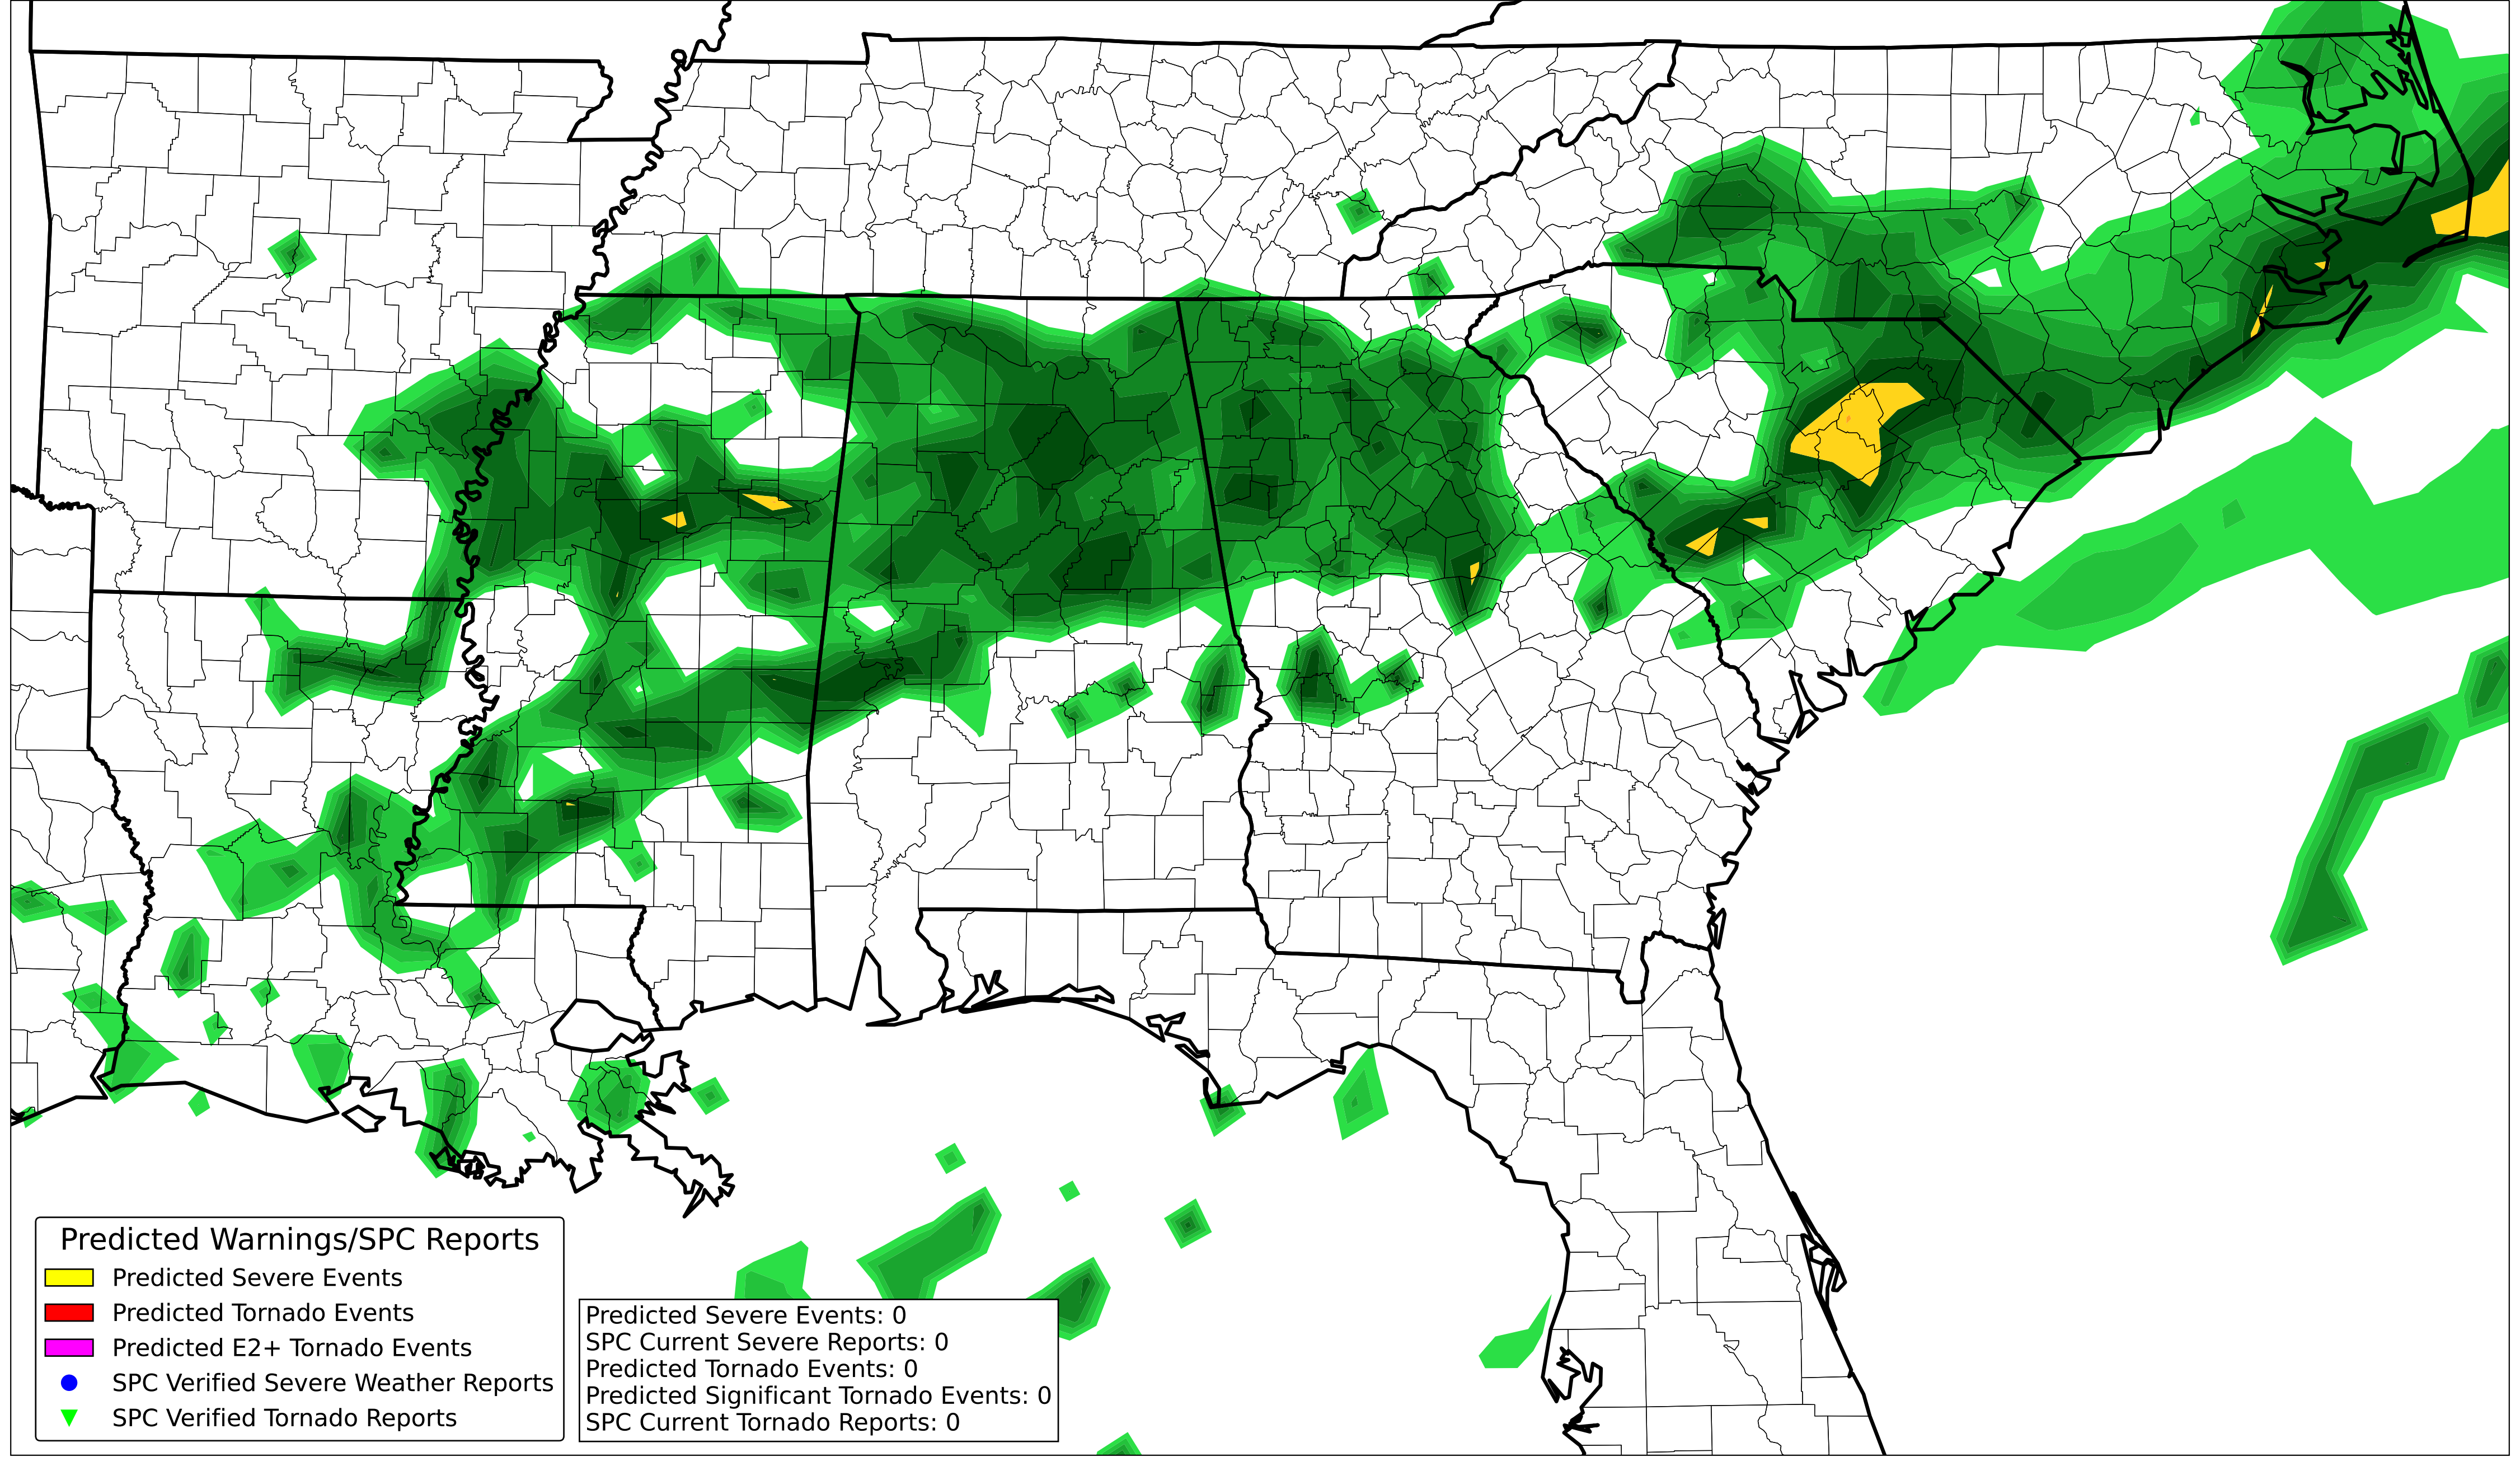 Predicted Warnings/SPC Reports
Predicted Severe Events
Predicted Tornado Events
Predicted E2+ Tornado Events
SPC Verified Severe Weather Reports
SPC Verified Tornado Reports
Predicted Severe Events: 0
SPC Current Severe Reports: 0
Predicted Tornado Events: 0
Predicted Significant Tornado Events: 0
SPC Current Tornado Reports: 0